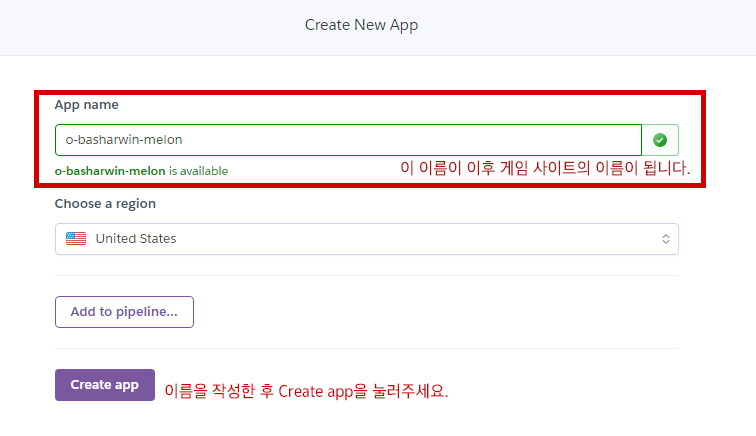 Create New App
App name
o-basharwin-melon
o-basharwin-melon is available
이 이름이 이후 게임 사이트의 이름이 됩니다.
Choose a region
United States
Add to pipeline...
Create app
이름을 작성한 후 Create app을 눌러주세요.